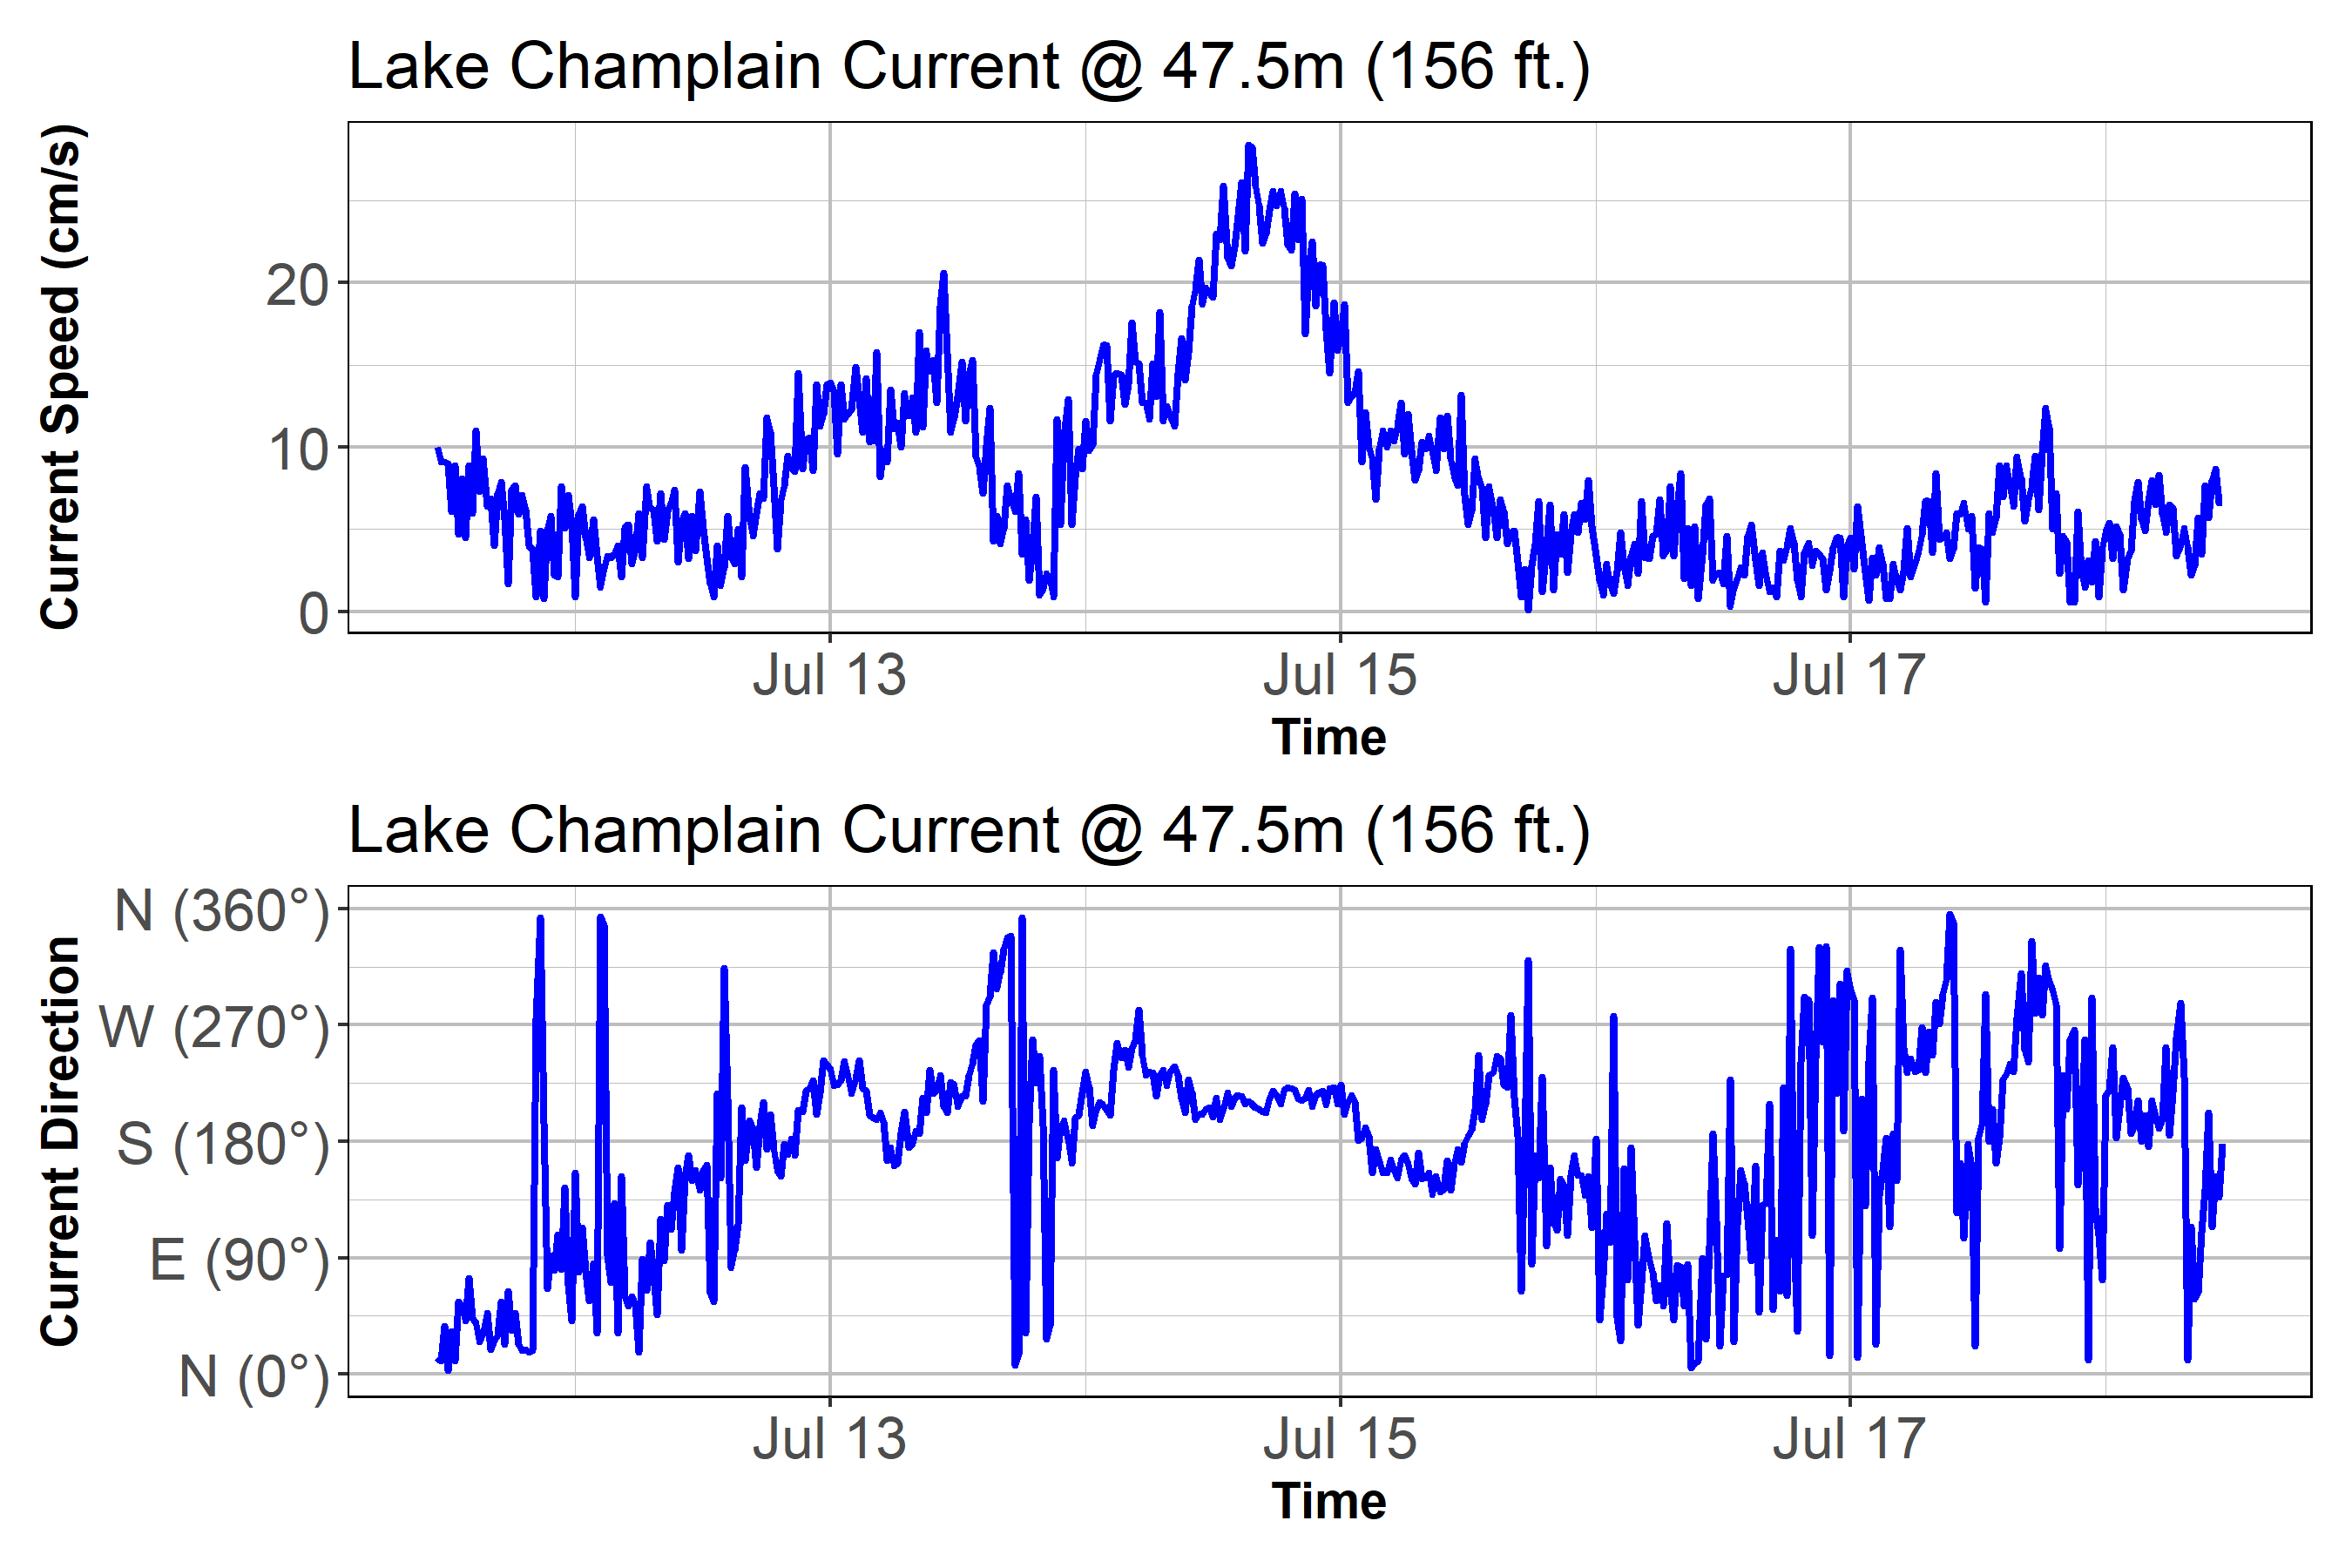 Lake Champlain Current @ 47.5m (156 ft.)
Current Speed (cm/s)
20
10
0
Jul 13
Jul 15
Jul 17
Time
Lake Champlain Current @ 47.5m (156 ft.)
Current Direction
N (360°)
W (270°)
S (180°)
E (90°)
N (0°)
Jul 13
Jul 15
Jul 17
Time